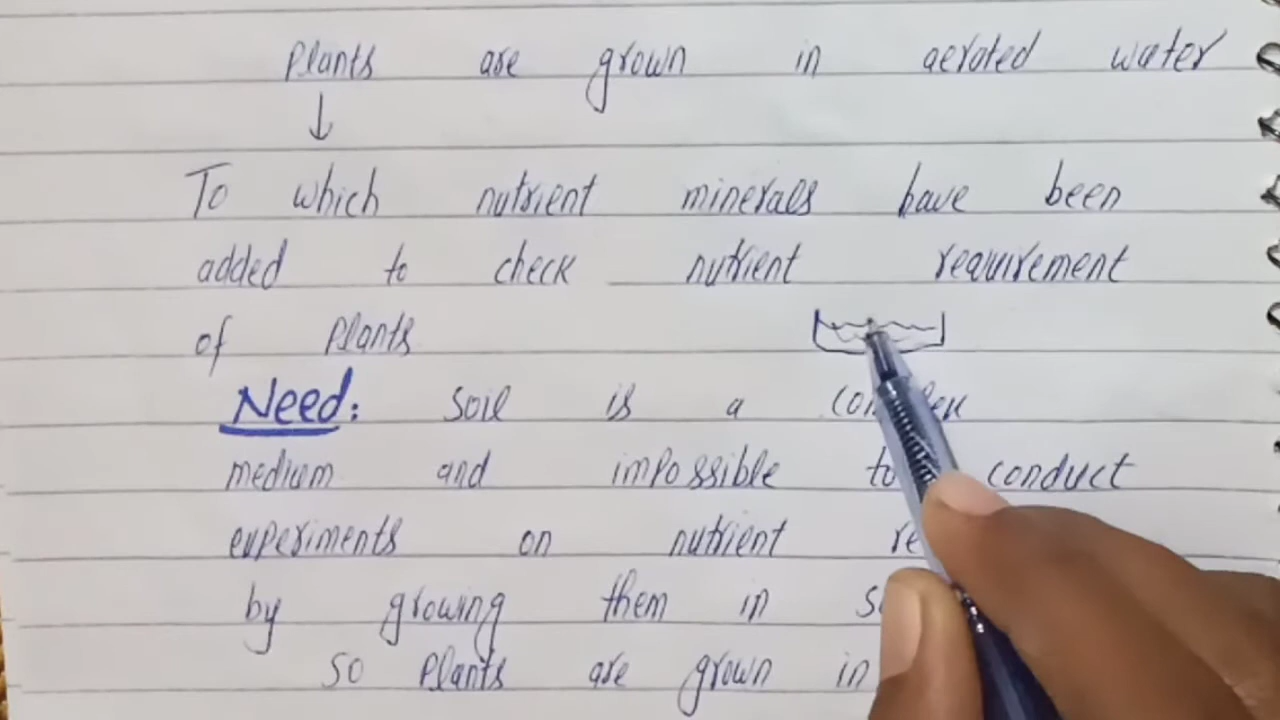 Plants are grown in aerated water
↓
To which nutrient minerals have been
added to check nutrient requirement
of Plants
Need: Soil is a
medium and impossible to conduct
experiments on nutrient
by growing them in
so Plants are grown in